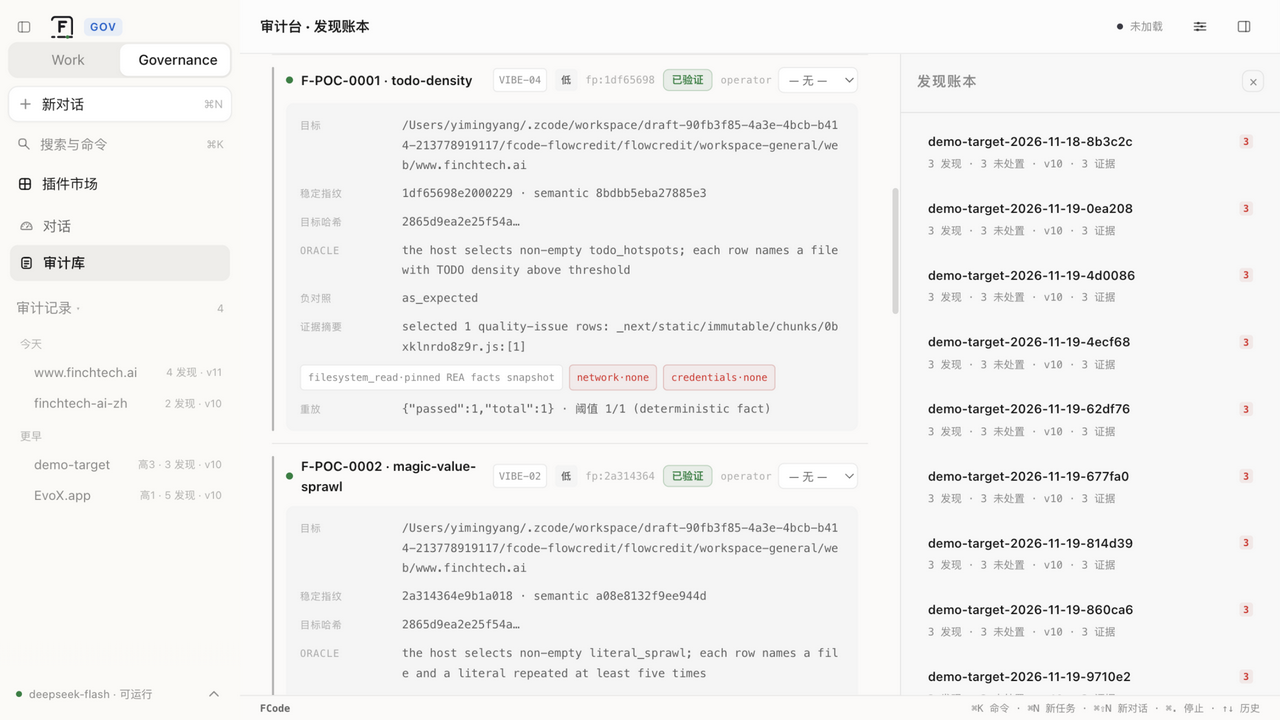 F GOV
Work Governance
新对话 ⌘N
搜索与命令 ⌘K
插件市场
对话
审计库
审计记录 · 4
今天
www.finchtech.ai 4 发现 · v11
finchtech-ai-zh 2 发现 · v10
更早
demo-target 高3 · 3 发现 · v10
EvoX.app 高1 · 5 发现 · v10
deepseek-flash · 可运行
审计台 · 发现账本
未加载
F-POC-0001 · todo-density VIBE-04 低 fp:1df65698 已验证 operator — 无 —
目标 /Users/yimingyang/.zcode/workspace/draft-90fb3f85-4a3e-4bcb-b41
4-213778919117/fcode-flowcredit/flowcredit/workspace-general/we
b/www.finchtech.ai
稳定指纹 1df65698e2000229 · semantic 8bdbb5eba27885e3
目标哈希 2865d9ea2e25f54a…
ORACLE the host selects non-empty todo_hotspots; each row names a file
with TODO density above threshold
负对照 as_expected
证据摘要 selected 1 quality-issue rows: _next/static/immutable/chunks/0b
xklnrdo8z9r.js:[1]
filesystem_read·pinned REA facts snapshot network·none credentials·none
重放 {"passed":1,"total":1} · 阈值 1/1 (deterministic fact)
F-POC-0002 · magic-value-
sprawl VIBE-02 低 fp:2a314364 已验证 operator — 无 —
目标 /Users/yimingyang/.zcode/workspace/draft-90fb3f85-4a3e-4bcb-b41
4-213778919117/fcode-flowcredit/flowcredit/workspace-general/we
b/www.finchtech.ai
稳定指纹 2a314364e9b1a018 · semantic a08e8132f9ee944d
目标哈希 2865d9ea2e25f54a…
ORACLE the host selects non-empty literal_sprawl; each row names a fil
e and a literal repeated at least five times
发现账本 ×
demo-target-2026-11-18-8b3c2c 3
3 发现 · 3 未处置 · v10 · 3 证据
demo-target-2026-11-19-0ea208 3
3 发现 · 3 未处置 · v10 · 3 证据
demo-target-2026-11-19-4d0086 3
3 发现 · 3 未处置 · v10 · 3 证据
demo-target-2026-11-19-4ecf68 3
3 发现 · 3 未处置 · v10 · 3 证据
demo-target-2026-11-19-62df76 3
3 发现 · 3 未处置 · v10 · 3 证据
demo-target-2026-11-19-677fa0 3
3 发现 · 3 未处置 · v10 · 3 证据
demo-target-2026-11-19-814d39 3
3 发现 · 3 未处置 · v10 · 3 证据
demo-target-2026-11-19-860ca6 3
3 发现 · 3 未处置 · v10 · 3 证据
demo-target-2026-11-19-9710e2 3
FCode ⌘K 命令 · ⌘N 新任务 · ⌘⇧N 新对话 · ⌘. 停止 · ↑↓ 历史